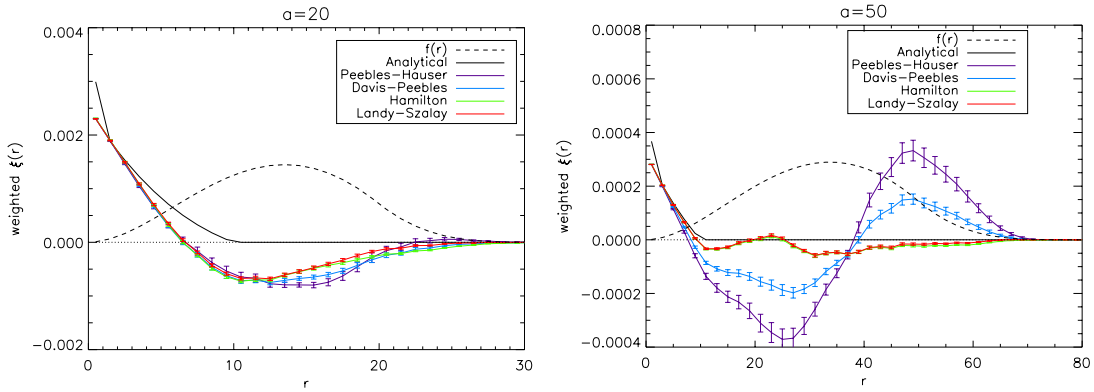 a=20
0.004
0.002
0.000
−0.002
weighted ξ(r)
f(r)
Analytical
Peebles−Hauser
Davis−Peebles
Hamilton
Landy−Szalay
0 10 20 30
r
a=50
0.0008
0.0006
0.0004
0.0002
0.0000
−0.0002
−0.0004
weighted ξ(r)
f(r)
Analytical
Peebles−Hauser
Davis−Peebles
Hamilton
Landy−Szalay
0 20 40 60 80
r